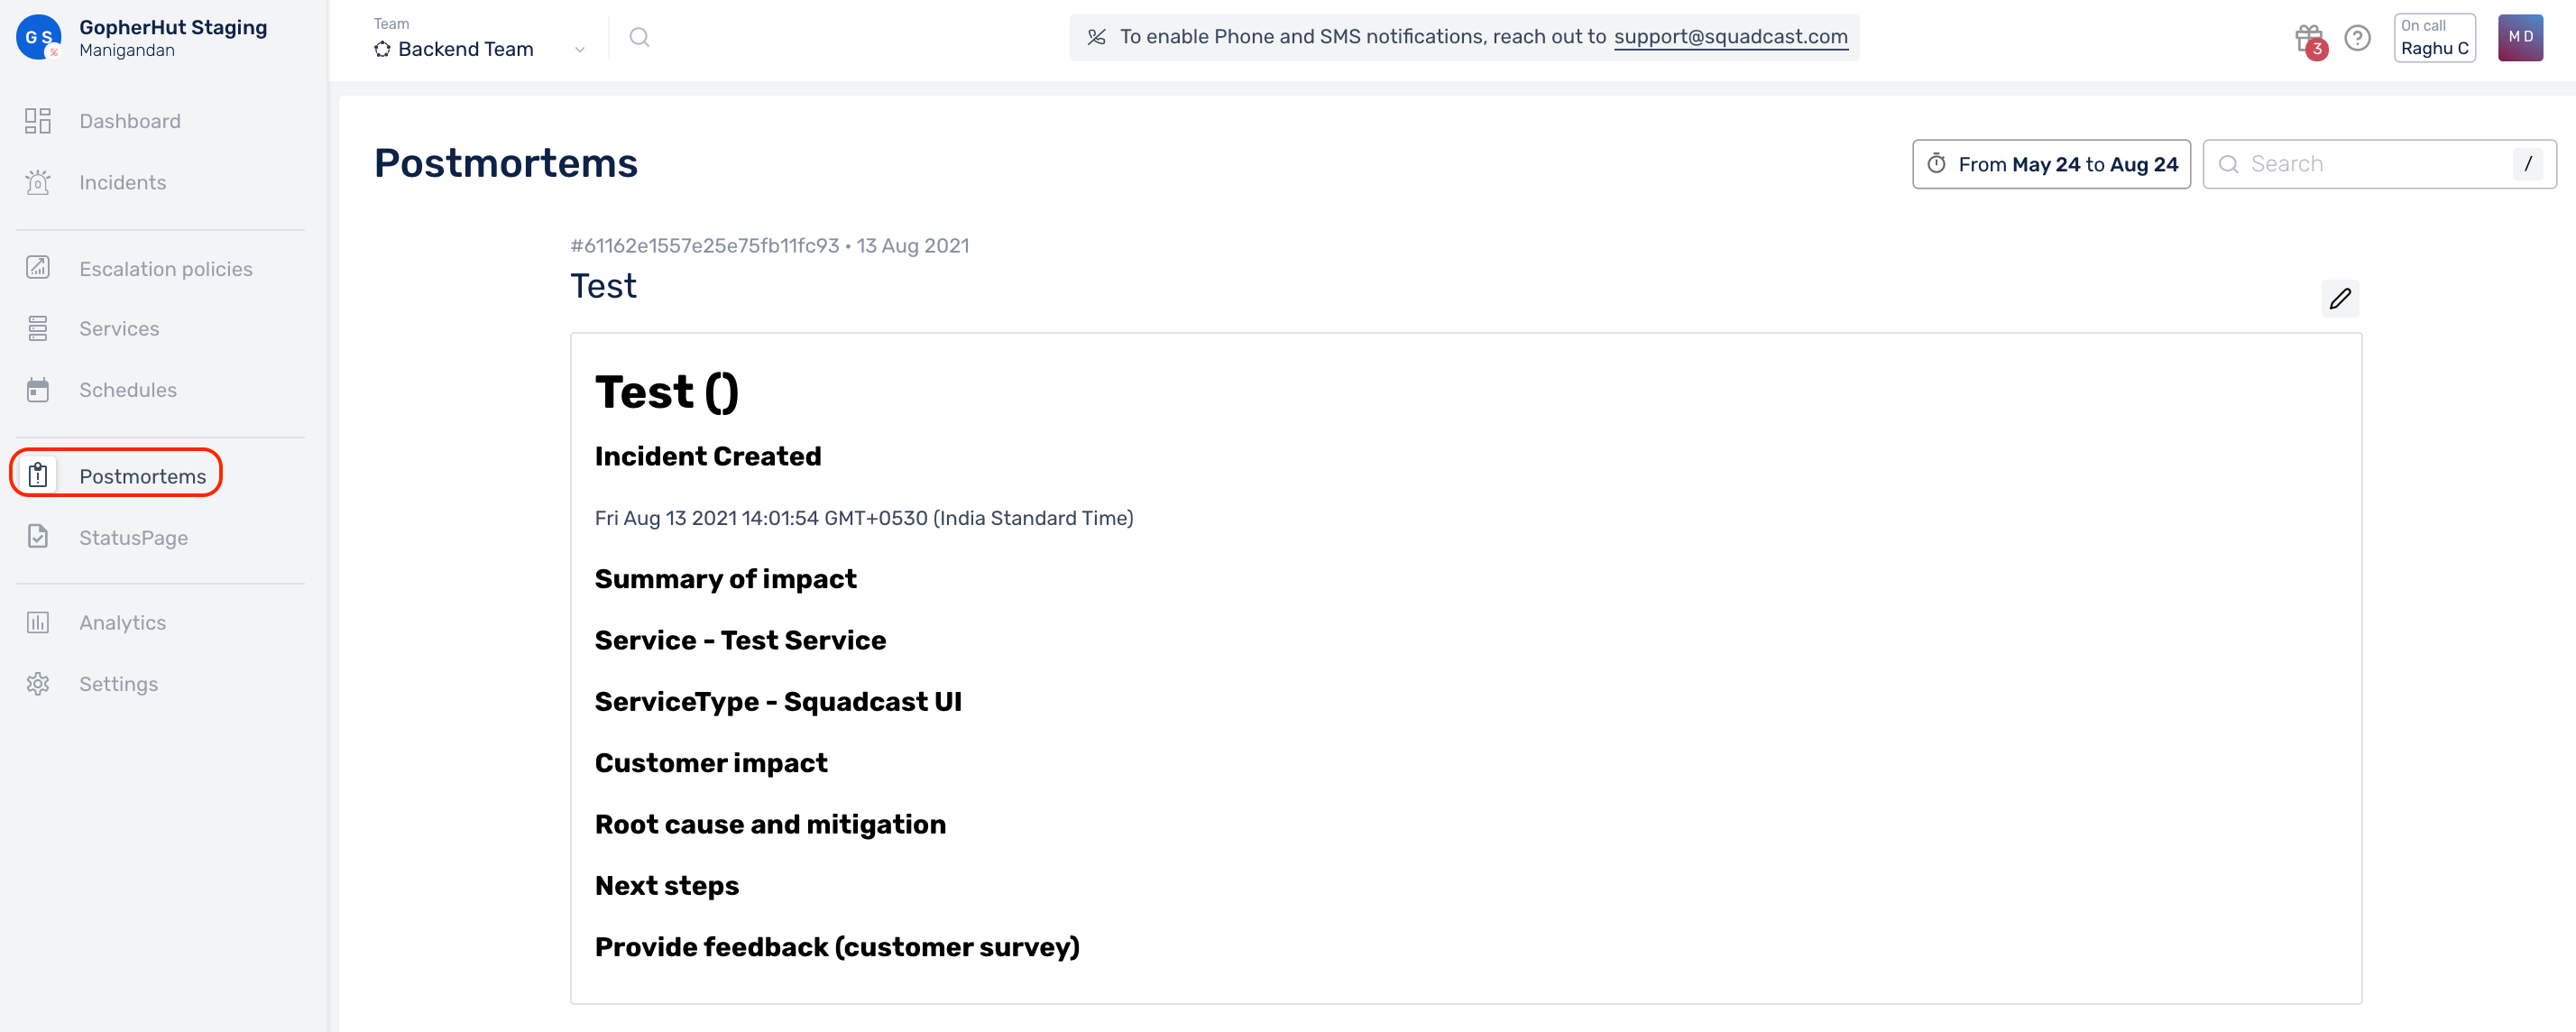 G S
GopherHut Staging
Manigandan
Dashboard
Incidents
Escalation policies
Services
Schedules
Postmortems
StatusPage
Analytics
Settings
Team
Backend Team
To enable Phone and SMS notifications, reach out to support@squadcast.com
3
?
On call
Raghu C
M D
Postmortems
From May 24 to Aug 24
Search
/
#61162e1557e25e75fb11fc93 • 13 Aug 2021
Test
Test ()
Incident Created
Fri Aug 13 2021 14:01:54 GMT+0530 (India Standard Time)
Summary of impact
Service - Test Service
ServiceType - Squadcast UI
Customer impact
Root cause and mitigation
Next steps
Provide feedback (customer survey)